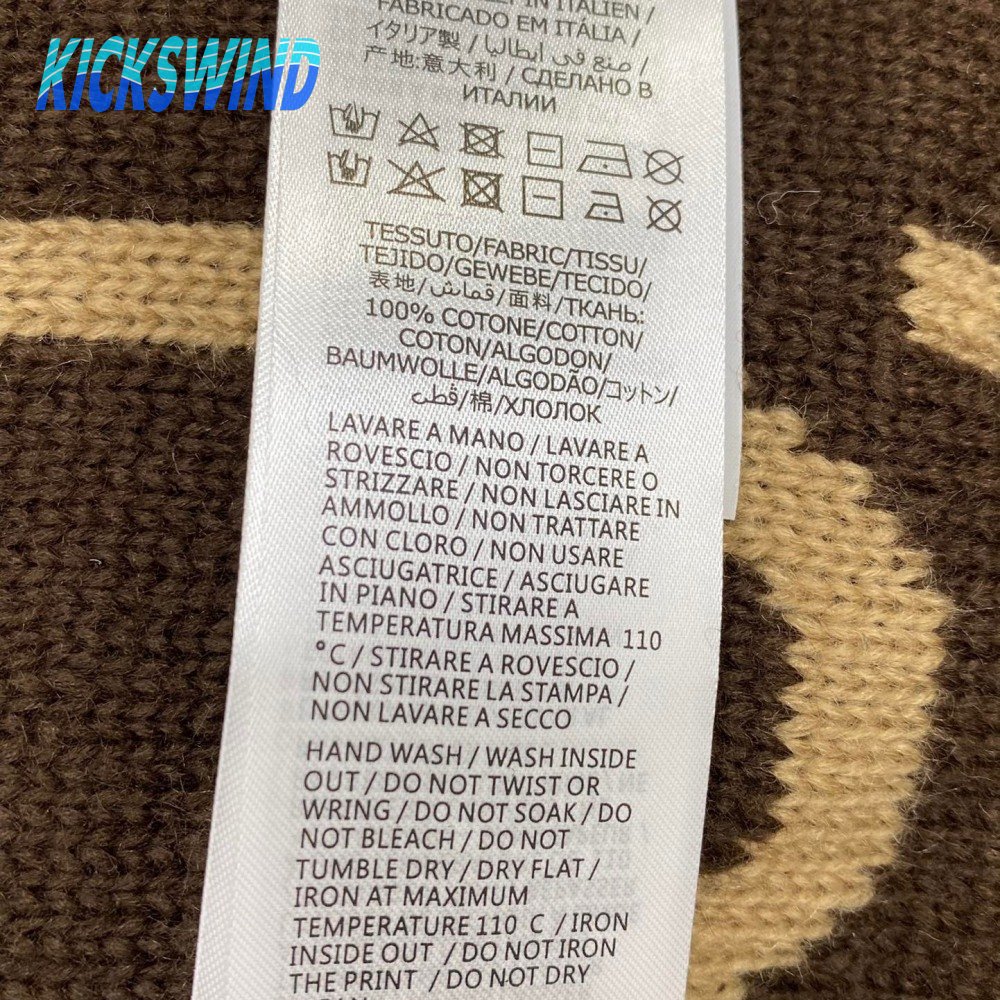 KICKSWIND
IN ITALIEN /
FABRICADO EM ITÁLIA /
イタリア製 / صنع في إيطاليا /
产地:意大利 / СДЕЛАНО В
ИТАЛИИ
TESSUTO/FABRIC/TISSU/
TEJIDO/GEWEBE/TECIDO/
表地/قماش/面料/ТКАНЬ:
100% COTONE/COTTON/
COTON/ALGODON/
BAUMWOLLE/ALGODÃO/コットン/
قطن/棉/ХЛОЛОК
LAVARE A MANO / LAVARE A
ROVESCIO / NON TORCERE O
STRIZZARE / NON LASCIARE IN
AMMOLLO / NON TRATTARE
CON CLORO / NON USARE
ASCIUGATRICE / ASCIUGARE
IN PIANO / STIRARE A
TEMPERATURA MASSIMA 110
°C / STIRARE A ROVESCIO /
NON STIRARE LA STAMPA /
NON LAVARE A SECCO
HAND WASH / WASH INSIDE
OUT / DO NOT TWIST OR
WRING / DO NOT SOAK / DO
NOT BLEACH / DO NOT
TUMBLE DRY / DRY FLAT /
IRON AT MAXIMUM
TEMPERATURE 110 C / IRON
INSIDE OUT / DO NOT IRON
THE PRINT / DO NOT DRY